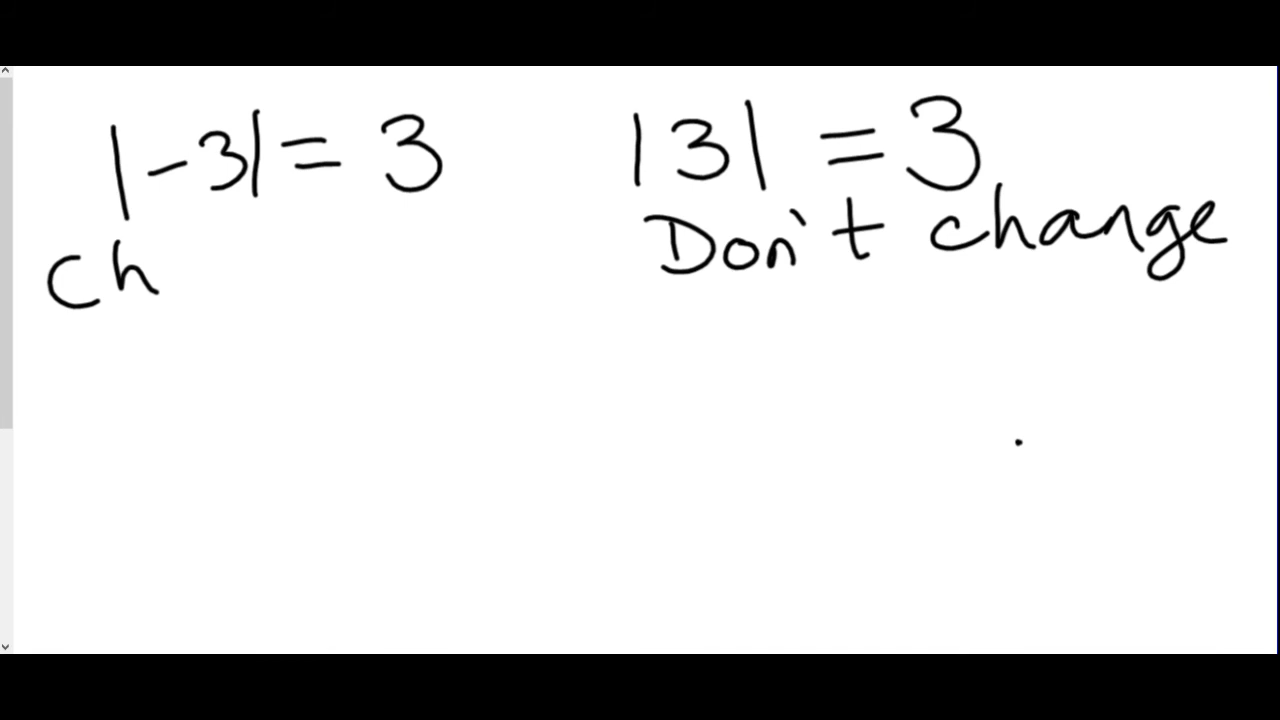 |-3| = 3
|3| = 3
Ch
Don't change